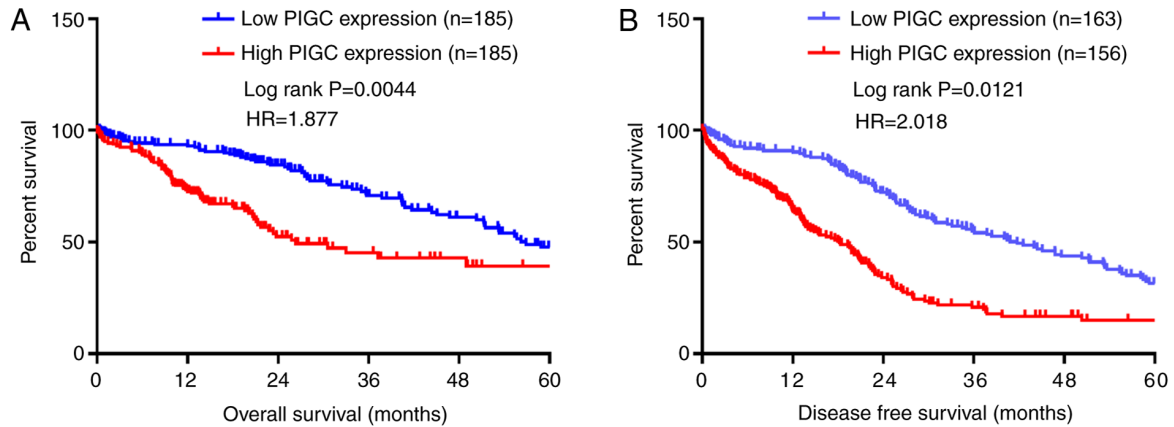 A
Low PIGC expression (n=185)
High PIGC expression (n=185)
Log rank P=0.0044
HR=1.877
Percent survival
150
100
50
0
0 12 24 36 48 60
Overall survival (months)
B
Low PIGC expression (n=163)
High PIGC expression (n=156)
Log rank P=0.0121
HR=2.018
Percent survival
150
100
50
0
0 12 24 36 48 60
Disease free survival (months)